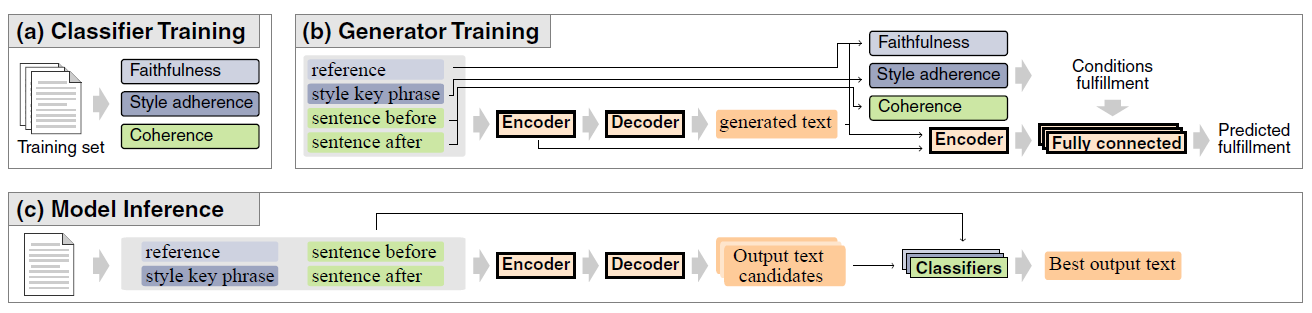 (a) Classifier Training
Training set
Faithfulness
Style adherence
Coherence
(b) Generator Training
reference
style key phrase
sentence before
sentence after
Encoder
Decoder
generated text
Faithfulness
Style adherence
Coherence
Encoder
Conditions
fulfillment
Fully connected
Predicted
fulfillment
(c) Model Inference
reference
style key phrase
sentence before
sentence after
Encoder
Decoder
Output text
candidates
Classifiers
Best output text